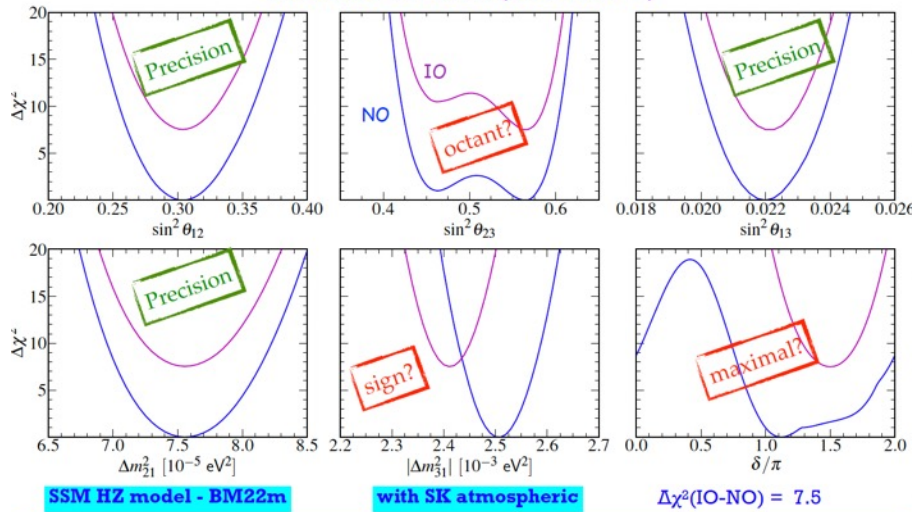 20
15
10
5
Δχ²
Precision
0.20 0.25 0.30 0.35 0.40
sin² θ₁₂
IO
NO
octant?
0.4 0.5 0.6
sin² θ₂₃
Precision
0.018 0.020 0.022 0.024 0.026
sin² θ₁₃
20
15
10
5
Δχ²
Precision
6.5 7.0 7.5 8.0 8.5
Δm²₂₁ [10⁻⁵ eV²]
sign?
2.2 2.3 2.4 2.5 2.6 2.7
|Δm²₃₁| [10⁻³ eV²]
maximal?
0.0 0.5 1.0 1.5 2.0
δ/π
SSM HZ model - BM22m
with SK atmospheric
Δχ²(IO-NO) = 7.5